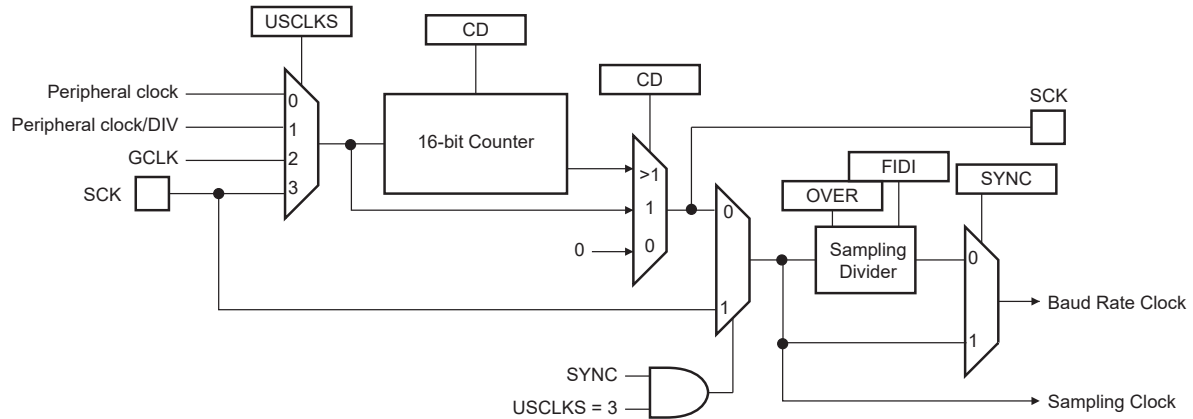 USCLKS
CD
CD
SCK
Peripheral clock
Peripheral clock/DIV
GCLK
SCK
0
1
2
3
16-bit Counter
>1
1
0
0
0
1
FIDI
OVER
SYNC
Sampling
Divider
0
1
Baud Rate Clock
SYNC
USCLKS = 3
Sampling Clock